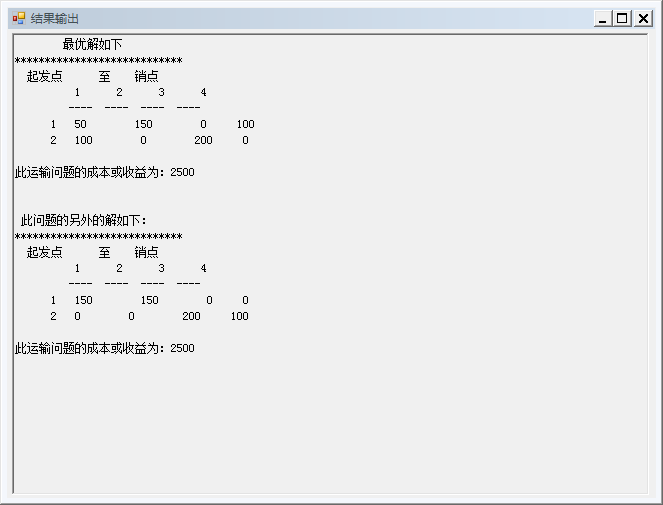 结果输出
最优解如下
****************************
起发点 至 销点
1 2 3 4
---- ---- ---- ----
1 50 150 0 100
2 100 0 200 0
此运输问题的成本或收益为: 2500
此问题的另外的解如下:
****************************
起发点 至 销点
1 2 3 4
---- ---- ---- ----
1 150 150 0 0
2 0 0 200 100
此运输问题的成本或收益为: 2500